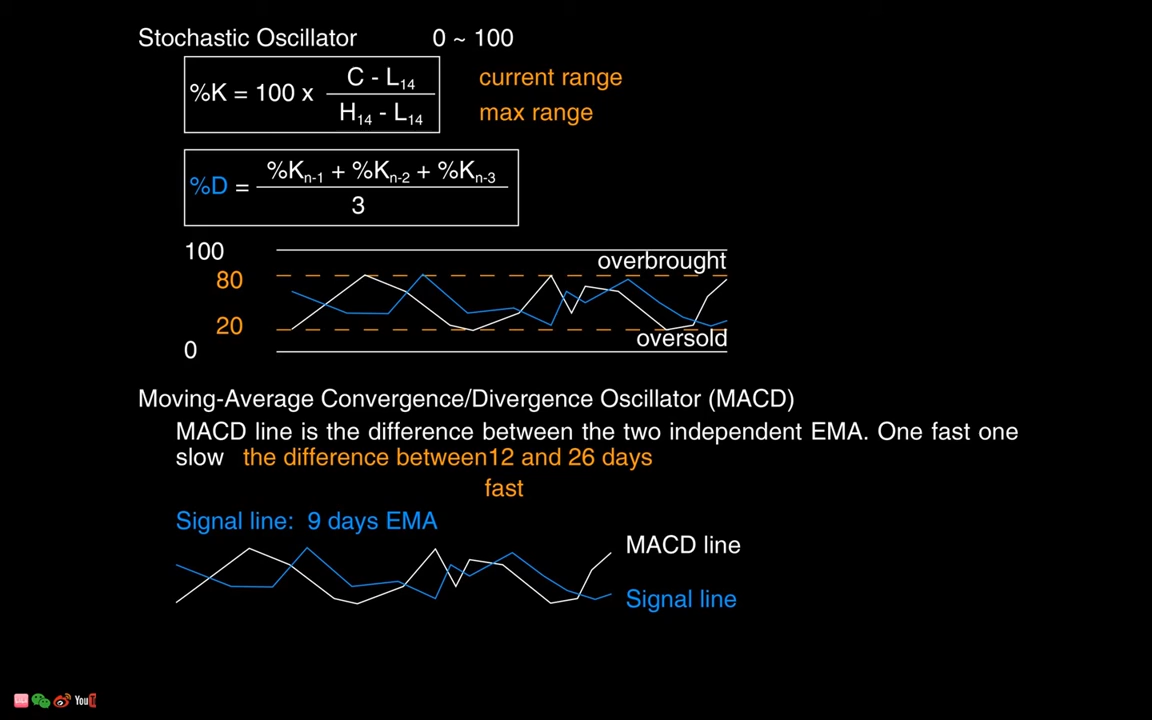 Stochastic Oscillator 0 ~ 100
%K = 100 x (C - L14) / (H14 - L14)
current range
max range
%D = (%Kn-1 + %Kn-2 + %Kn-3) / 3
100
overbrought
80
20
oversold
0
Moving-Average Convergence/Divergence Oscillator (MACD)
MACD line is the difference between the two independent EMA. One fast one
slow the difference between12 and 26 days
fast
Signal line: 9 days EMA
MACD line
Signal line
You